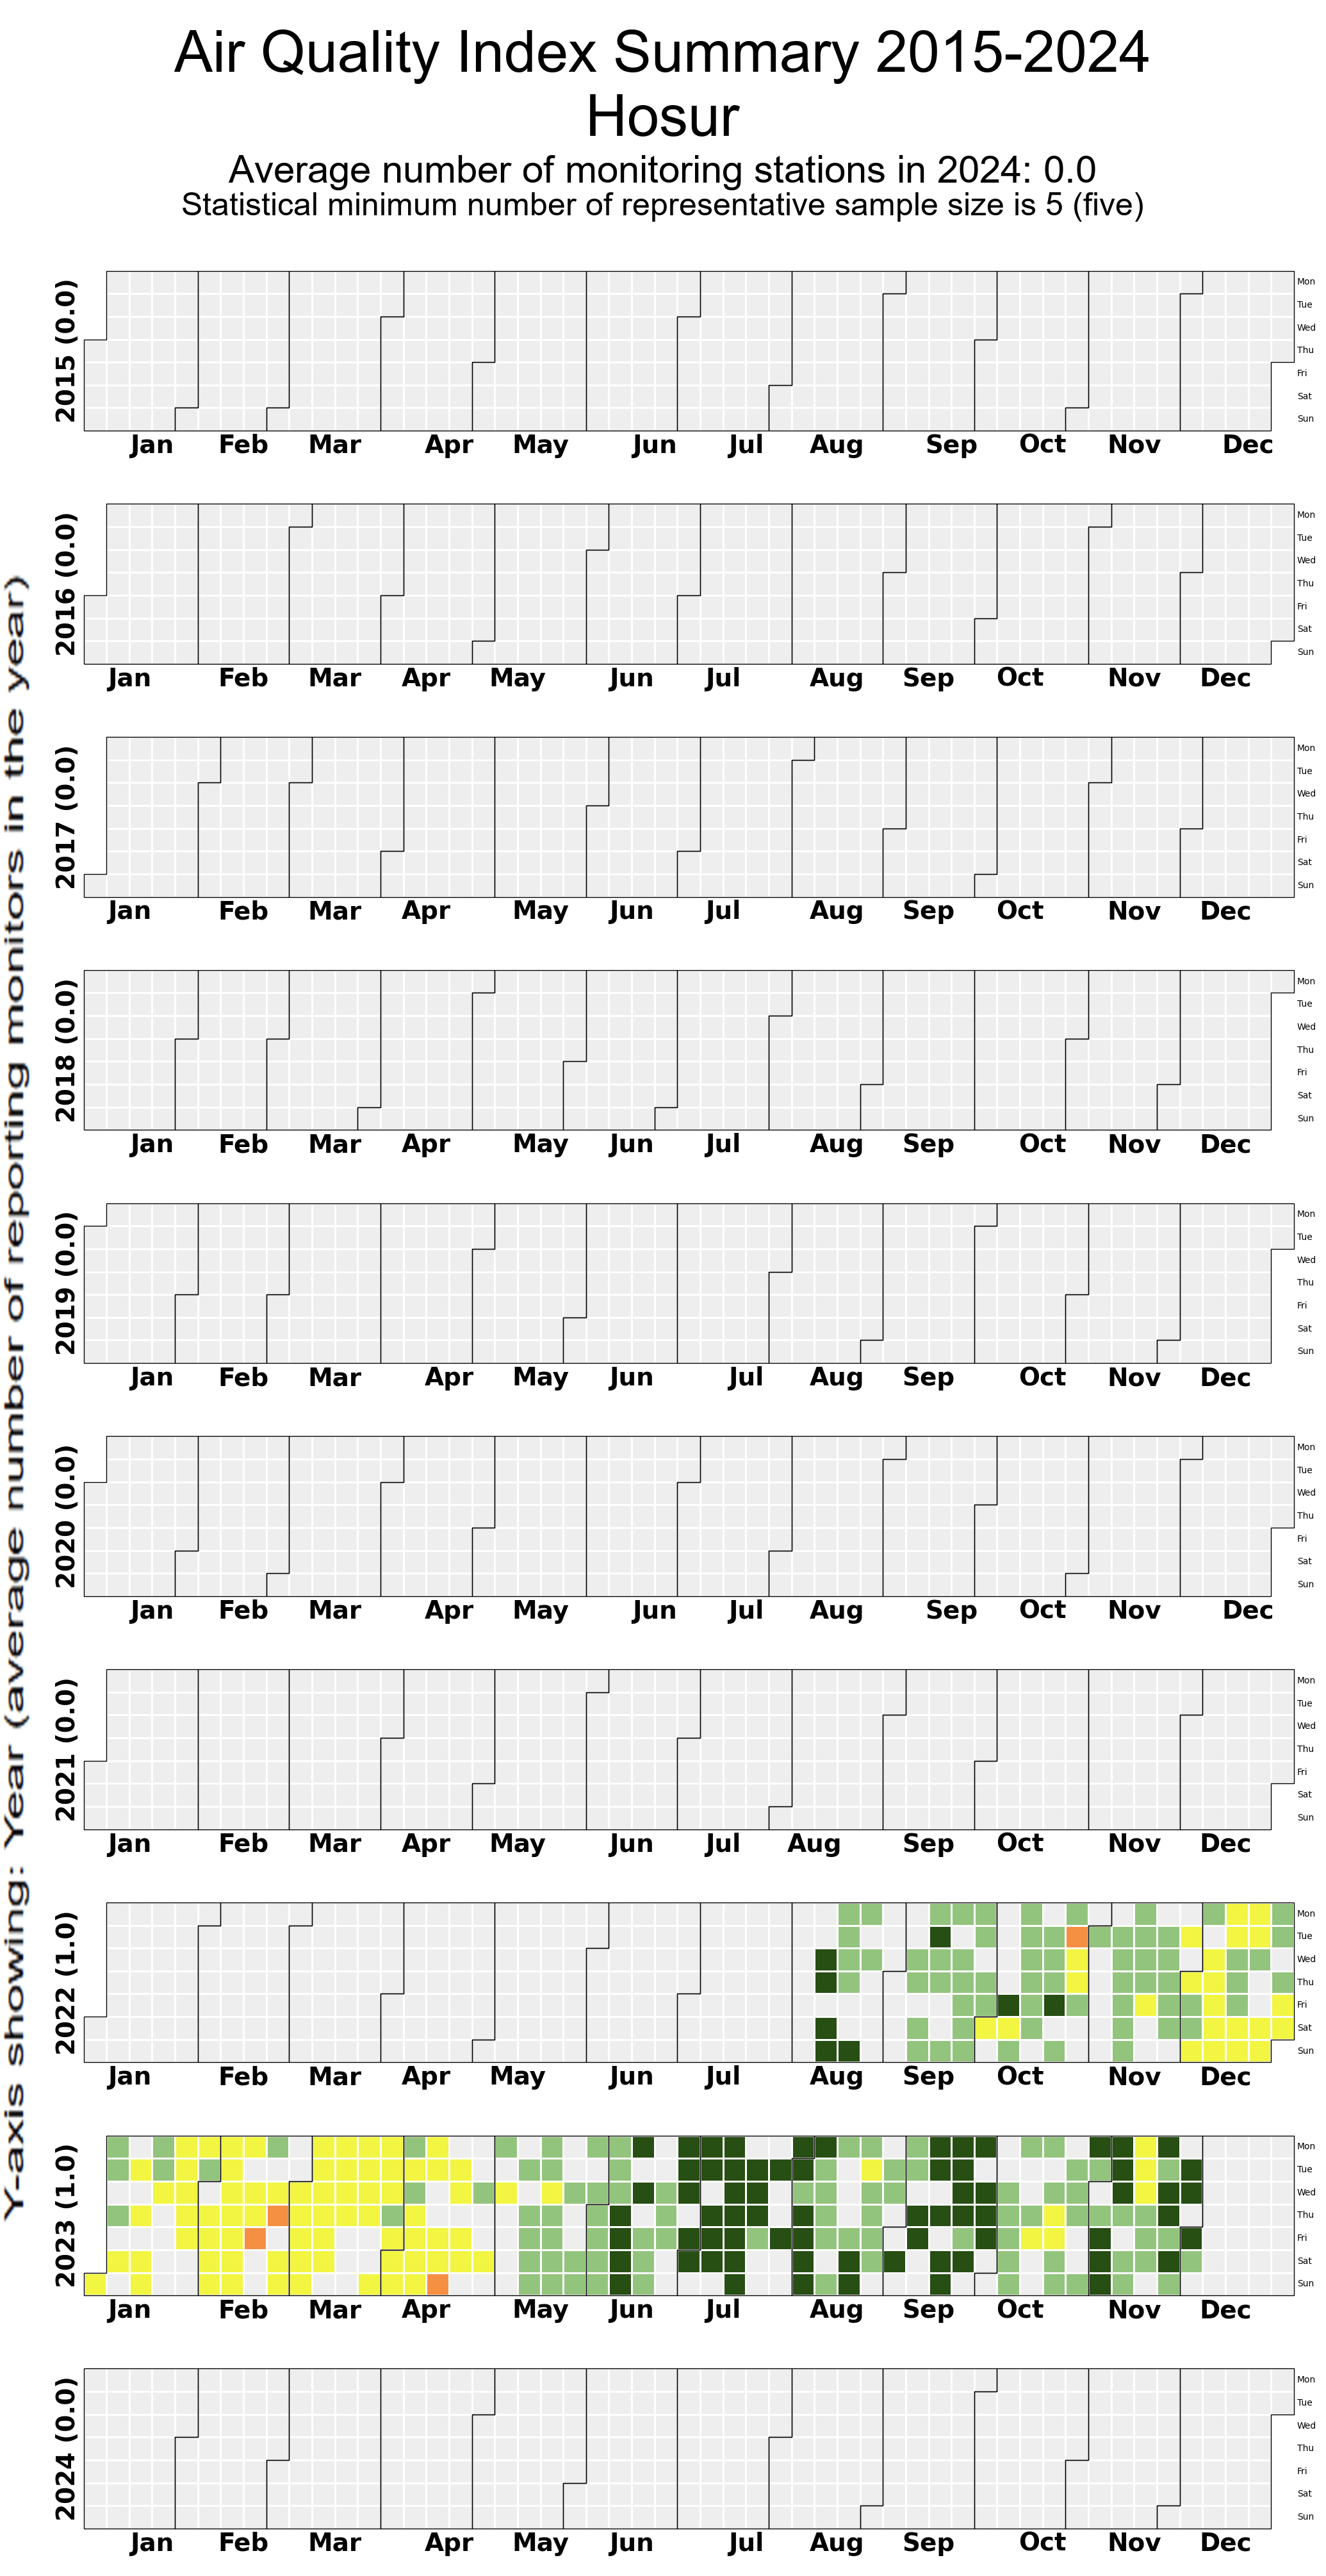 Air Quality Index Summary 2015-2024
Hosur
Average number of monitoring stations in 2024: 0.0
Statistical minimum number of representative sample size is 5 (five)
Y-axis showing: Year (average number of reporting monitors in the year)
2015 (0.0)
Mon
Tue
Wed
Thu
Fri
Sat
Sun
Jan Feb Mar Apr May Jun Jul Aug Sep Oct Nov Dec
2016 (0.0)
Mon
Tue
Wed
Thu
Fri
Sat
Sun
Jan Feb Mar Apr May Jun Jul Aug Sep Oct Nov Dec
2017 (0.0)
Mon
Tue
Wed
Thu
Fri
Sat
Sun
Jan Feb Mar Apr May Jun Jul Aug Sep Oct Nov Dec
2018 (0.0)
Mon
Tue
Wed
Thu
Fri
Sat
Sun
Jan Feb Mar Apr May Jun Jul Aug Sep Oct Nov Dec
2019 (0.0)
Mon
Tue
Wed
Thu
Fri
Sat
Sun
Jan Feb Mar Apr May Jun Jul Aug Sep Oct Nov Dec
2020 (0.0)
Mon
Tue
Wed
Thu
Fri
Sat
Sun
Jan Feb Mar Apr May Jun Jul Aug Sep Oct Nov Dec
2021 (0.0)
Mon
Tue
Wed
Thu
Fri
Sat
Sun
Jan Feb Mar Apr May Jun Jul Aug Sep Oct Nov Dec
2022 (1.0)
Mon
Tue
Wed
Thu
Fri
Sat
Sun
Jan Feb Mar Apr May Jun Jul Aug Sep Oct Nov Dec
2023 (1.0)
Mon
Tue
Wed
Thu
Fri
Sat
Sun
Jan Feb Mar Apr May Jun Jul Aug Sep Oct Nov Dec
2024 (0.0)
Mon
Tue
Wed
Thu
Fri
Sat
Sun
Jan Feb Mar Apr May Jun Jul Aug Sep Oct Nov Dec